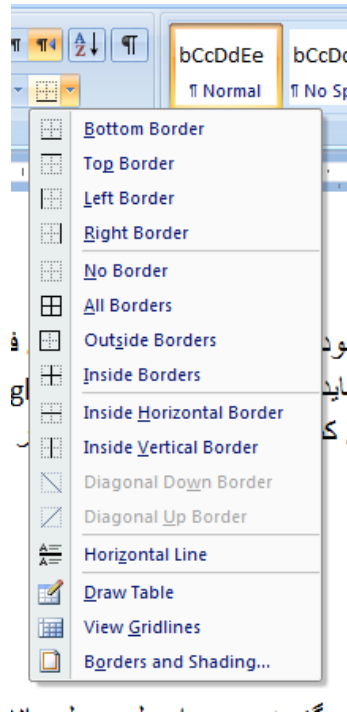 bCcDdEe bCcDd
¶ Normal ¶ No Sp
Bottom Border
Top Border
Left Border
Right Border
No Border
All Borders
Outside Borders
Inside Borders
Inside Horizontal Border
Inside Vertical Border
Diagonal Down Border
Diagonal Up Border
Horizontal Line
Draw Table
View Gridlines
Borders and Shading...